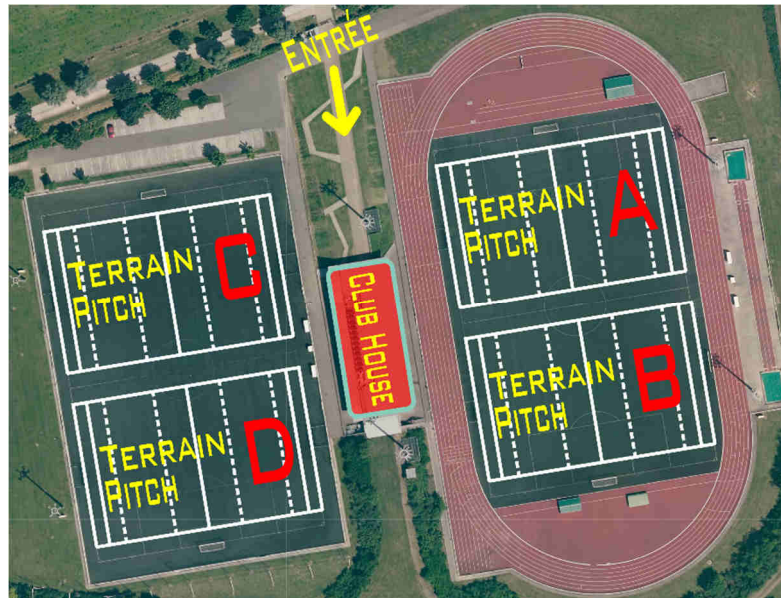 ENTRÉE
TERRAIN
PITCH
A
TERRAIN
PITCH
C
CLUB HOUSE
TERRAIN
PITCH
B
TERRAIN
PITCH
D